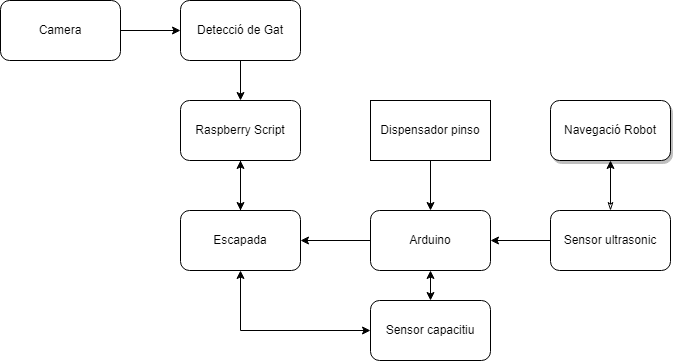 Camera
Detecció de Gat
Raspberry Script
Dispensador pinso
Navegació Robot
Escapada
Arduino
Sensor ultrasonic
Sensor capacitiu